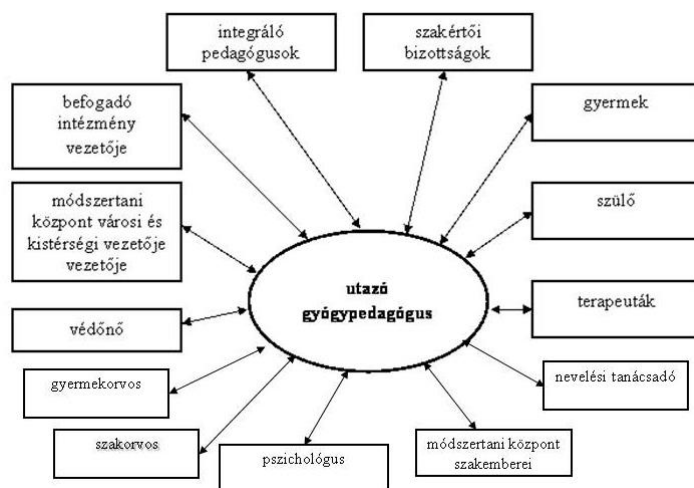 integráló
pedagógusok
szakértői
bizottságok
befogadó
intézmény
vezetője
gyermek
módszertani
központ városi és
kistérségi vezetője
vezetője
szülő
utazó
gyógypedagógus
terapeuták
védőnő
gyermekorvos
nevelési tanácsadó
szakorvos
pszichológus
módszertani központ
szakemberei